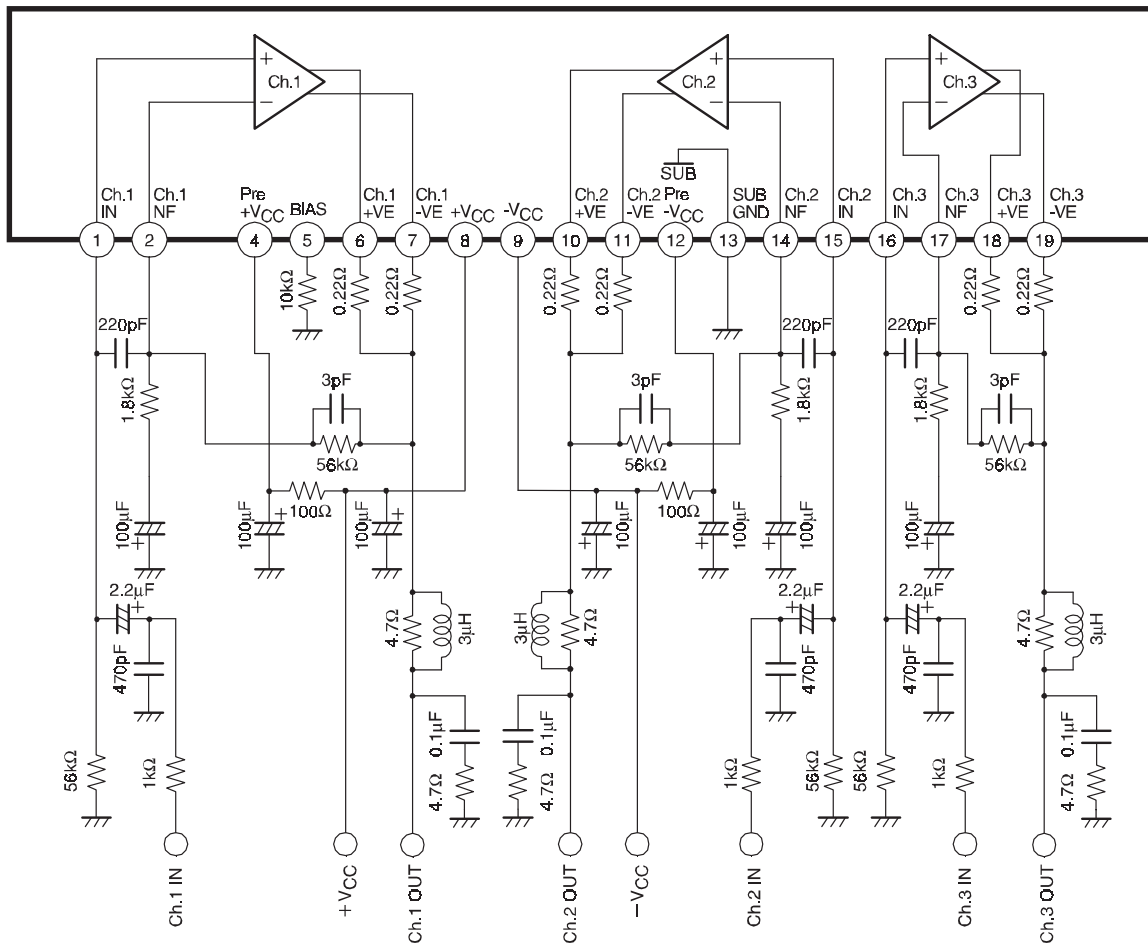 +
Ch.1
−
+
Ch.2
−
+
Ch.3
−
SUB
Ch.1 IN
Ch.1 NF
Pre +VCC
BIAS
Ch.1 +VE
Ch.1 -VE
+VCC
-VCC
Ch.2 +VE
Ch.2 -VE
Pre -VCC
SUB GND
Ch.2 NF
Ch.2 IN
Ch.3 IN
Ch.3 NF
Ch.3 +VE
Ch.3 -VE
1
2
4
5
6
7
8
9
10
11
12
13
14
15
16
17
18
19
10kΩ
0.22Ω
0.22Ω
0.22Ω
0.22Ω
0.22Ω
0.22Ω
220pF
220pF
220pF
1.8kΩ
3pF
56kΩ
3pF
56kΩ
1.8kΩ
1.8kΩ
3pF
56kΩ
100Ω
100Ω
100µF
+
100µF
+
100µF
+
100µF
+
100µF
+
100µF
+
100µF
+
2.2µF
+
2.2µF
+
2.2µF
+
470pF
4.7Ω
3µH
3µH
4.7Ω
470pF
470pF
4.7Ω
3µH
56kΩ
1kΩ
0.1µF
4.7Ω
0.1µF
4.7Ω
1kΩ
56kΩ
56kΩ
1kΩ
0.1µF
4.7Ω
Ch.1 IN
+VCC
Ch.1 OUT
Ch.2 OUT
−VCC
Ch.2 IN
Ch.3 IN
Ch.3 OUT